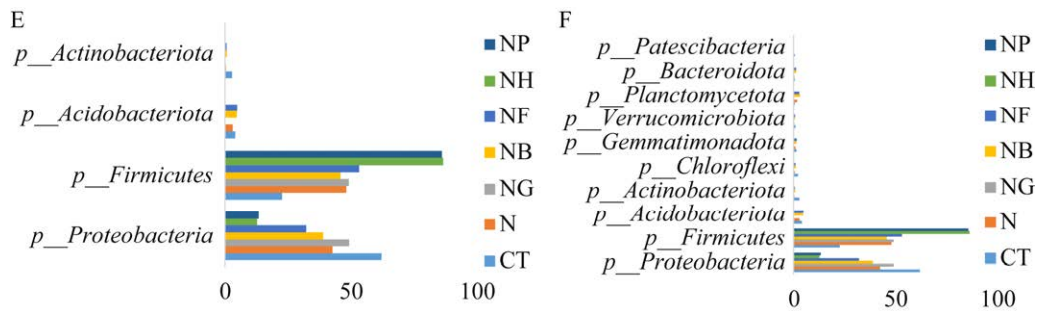 E
p__Actinobacteriota
p__Acidobacteriota
p__Firmicutes
p__Proteobacteria
0 50 100
NP
NH
NF
NB
NG
N
CT
F
p__Patescibacteria
p__Bacteroidota
p__Planctomycetota
p__Verrucomicrobiota
p__Gemmatimonadota
p__Chloroflexi
p__Actinobacteriota
p__Acidobacteriota
p__Firmicutes
p__Proteobacteria
0 50 100
NP
NH
NF
NB
NG
N
CT